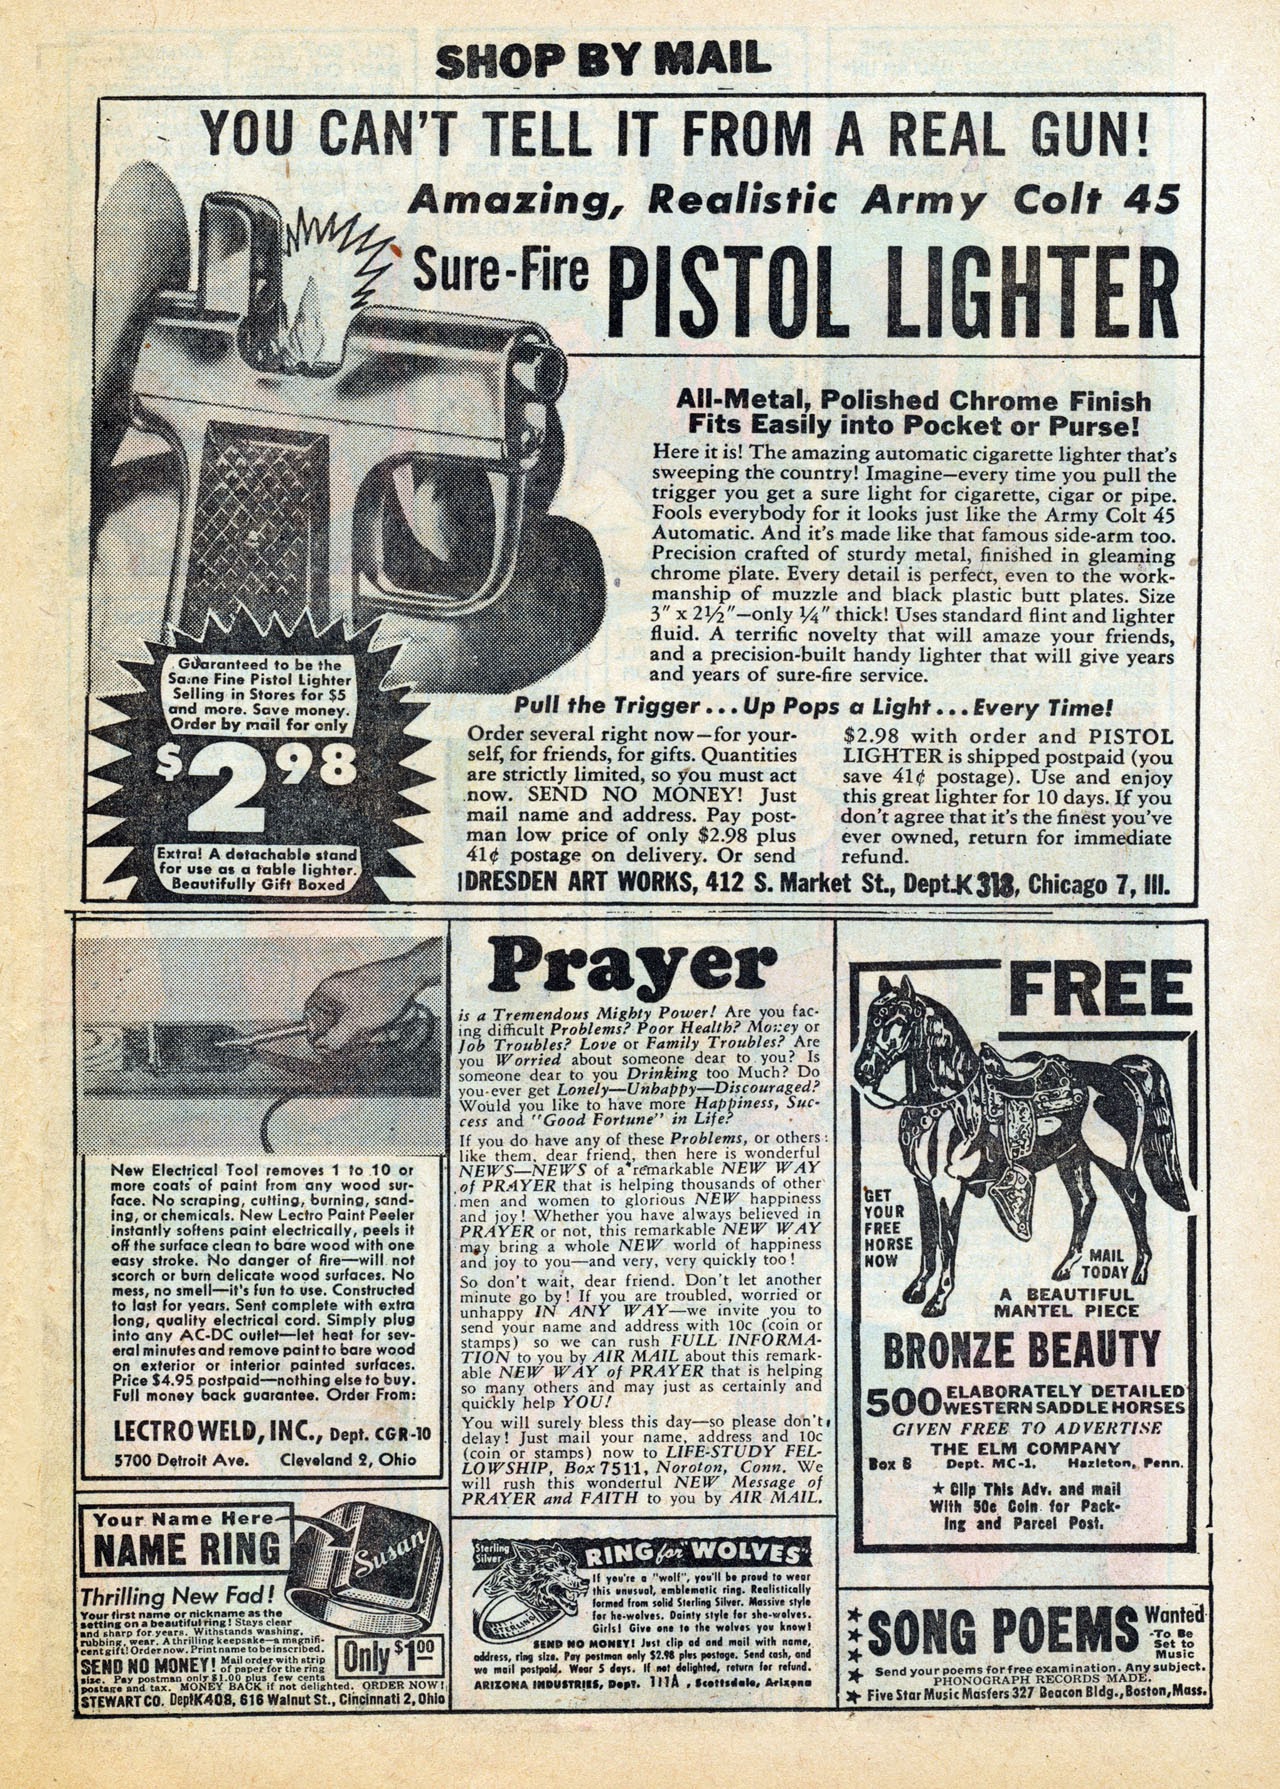 SHOP BY MAIL
YOU CAN'T TELL IT FROM A REAL GUN!
Amazing, Realistic Army Colt 45
Sure-Fire PISTOL LIGHTER
All-Metal, Polished Chrome Finish
Fits Easily into Pocket or Purse!
Here it is! The amazing automatic cigarette lighter that's
sweeping the country! Imagine—every time you pull the
trigger you get a sure light for cigarette, cigar or pipe.
Fools everybody for it looks just like the Army Colt 45
Automatic. And it's made like that famous side-arm too.
Precision crafted of sturdy metal, finished in gleaming
chrome plate. Every detail is perfect, even to the work-
manship of muzzle and black plastic butt plates. Size
3" x 2½"—only ¼" thick! Uses standard flint and lighter
fluid. A terrific novelty that will amaze your friends,
and a precision-built handy lighter that will give years
and years of sure-fire service.
Guaranteed to be the
Same Fine Pistol Lighter
Selling in Stores for $5
and more. Save money.
Order by mail for only
$2 98
Extra! A detachable stand
for use as a table lighter.
Beautifully Gift Boxed
Pull the Trigger...Up Pops a Light...Every Time!
Order several right now—for your-
self, for friends, for gifts. Quantities
are strictly limited, so you must act
now. SEND NO MONEY! Just
mail name and address. Pay post-
man low price of only $2.98 plus
41¢ postage on delivery. Or send
$2.98 with order and PISTOL
LIGHTER is shipped postpaid (you
save 41¢ postage). Use and enjoy
this great lighter for 10 days. If you
don't agree that it's the finest you've
ever owned, return for immediate
refund.
DRESDEN ART WORKS, 412 S. Market St., Dept.K318, Chicago 7, Ill.
New Electrical Tool removes 1 to 10 or
more coats of paint from any wood sur-
face. No scraping, cutting, burning, sand-
ing, or chemicals. New Lectro Paint Peeler
instantly softens paint electrically, peels it
off the surface clean to bare wood with one
easy stroke. No danger of fire—will not
scorch or burn delicate wood surfaces. No
mess, no smell—it's fun to use. Constructed
to last for years. Sent complete with extra
long, quality electrical cord. Simply plug
into any AC-DC outlet—let heat for sev-
eral minutes and remove paint to bare wood
on exterior or interior painted surfaces.
Price $4.95 postpaid—nothing else to buy.
Full money back guarantee. Order From:
LECTROWELD, INC., Dept. CGR-10
5700 Detroit Ave. Cleveland 2, Ohio
Your Name Here
NAME RING
Susan
Thrilling New Fad!
Your first name or nickname as the
setting on a beautiful ring! Stays clear
and sharp for years. Withstands washing,
rubbing, wear. A thrilling keepsake—a magnifi-
cent gift! Order now. Print name to be inscribed.
SEND NO MONEY! Mail order with strip
of paper for the ring
size. Pay postman only $1.00 plus few cents
postage and tax. MONEY BACK if not delighted. ORDER NOW!
Only $1.00
STEWART CO. Dept K408, 616 Walnut St., Cincinnati 2, Ohio
Prayer
is a Tremendous Mighty Power! Are you fac-
ing difficult Problems? Poor Health? Money or
Job Troubles? Love or Family Troubles? Are
you Worried about someone dear to you? Is
someone dear to you Drinking too Much? Do
you ever get Lonely—Unhappy—Discouraged?
Would you like to have more Happiness, Suc-
cess and "Good Fortune" in Life?
If you do have any of these Problems, or others
like them, dear friend, then here is wonderful
NEWS—NEWS of a remarkable NEW WAY
of PRAYER that is helping thousands of other
men and women to glorious NEW happiness
and joy! Whether you have always believed in
PRAYER or not, this remarkable NEW WAY
may bring a whole NEW world of happiness
and joy to you—and very, very quickly too!
So don't wait, dear friend. Don't let another
minute go by! If you are troubled, worried or
unhappy IN ANY WAY—we invite you to
send your name and address with 10c (coin or
stamps) so we can rush FULL INFORMA-
TION to you by AIR MAIL about this remark-
able NEW WAY of PRAYER that is helping
so many others and may just as certainly and
quickly help YOU!
You will surely bless this day—so please don't
delay! Just mail your name, address and 10c
(coin or stamps) now to LIFE-STUDY FEL-
LOWSHIP, Box 7511, Noroton, Conn. We
will rush this wonderful NEW Message of
PRAYER and FAITH to you by AIR MAIL.
Sterling
Silver
RING for "WOLVES"
STERLING
If you're a "wolf", you'll be proud to wear
this unusual, emblematic ring. Realistically
formed from solid Sterling Silver. Massive style
for he-wolves. Dainty style for she-wolves.
Girls! Give one to the wolves you know!
SEND NO MONEY! Just clip ad and mail with name,
address, ring size. Pay postman only $2.98 plus postage. Send cash, and
we mail postpaid. Wear 5 days. If not delighted, return for refund.
ARIZONA INDUSTRIES, Dept. 111A , Scottsdale, Arizona
FREE
GET
YOUR
FREE
HORSE
NOW
MAIL
TODAY
A BEAUTIFUL
MANTEL PIECE
BRONZE BEAUTY
500 ELABORATELY DETAILED
WESTERN SADDLE HORSES
GIVEN FREE TO ADVERTISE
THE ELM COMPANY
Box 8 Dept. MC-1, Hazleton, Penn.
★ Clip This Adv. and mail
With 50c Coin for Pack-
ing and Parcel Post.
SONG POEMS Wanted
-To Be
Set to
Music
Send your poems for free examination. Any subject.
PHONOGRAPH RECORDS MADE.
Five Star Music Masters 327 Beacon Bldg., Boston, Mass.